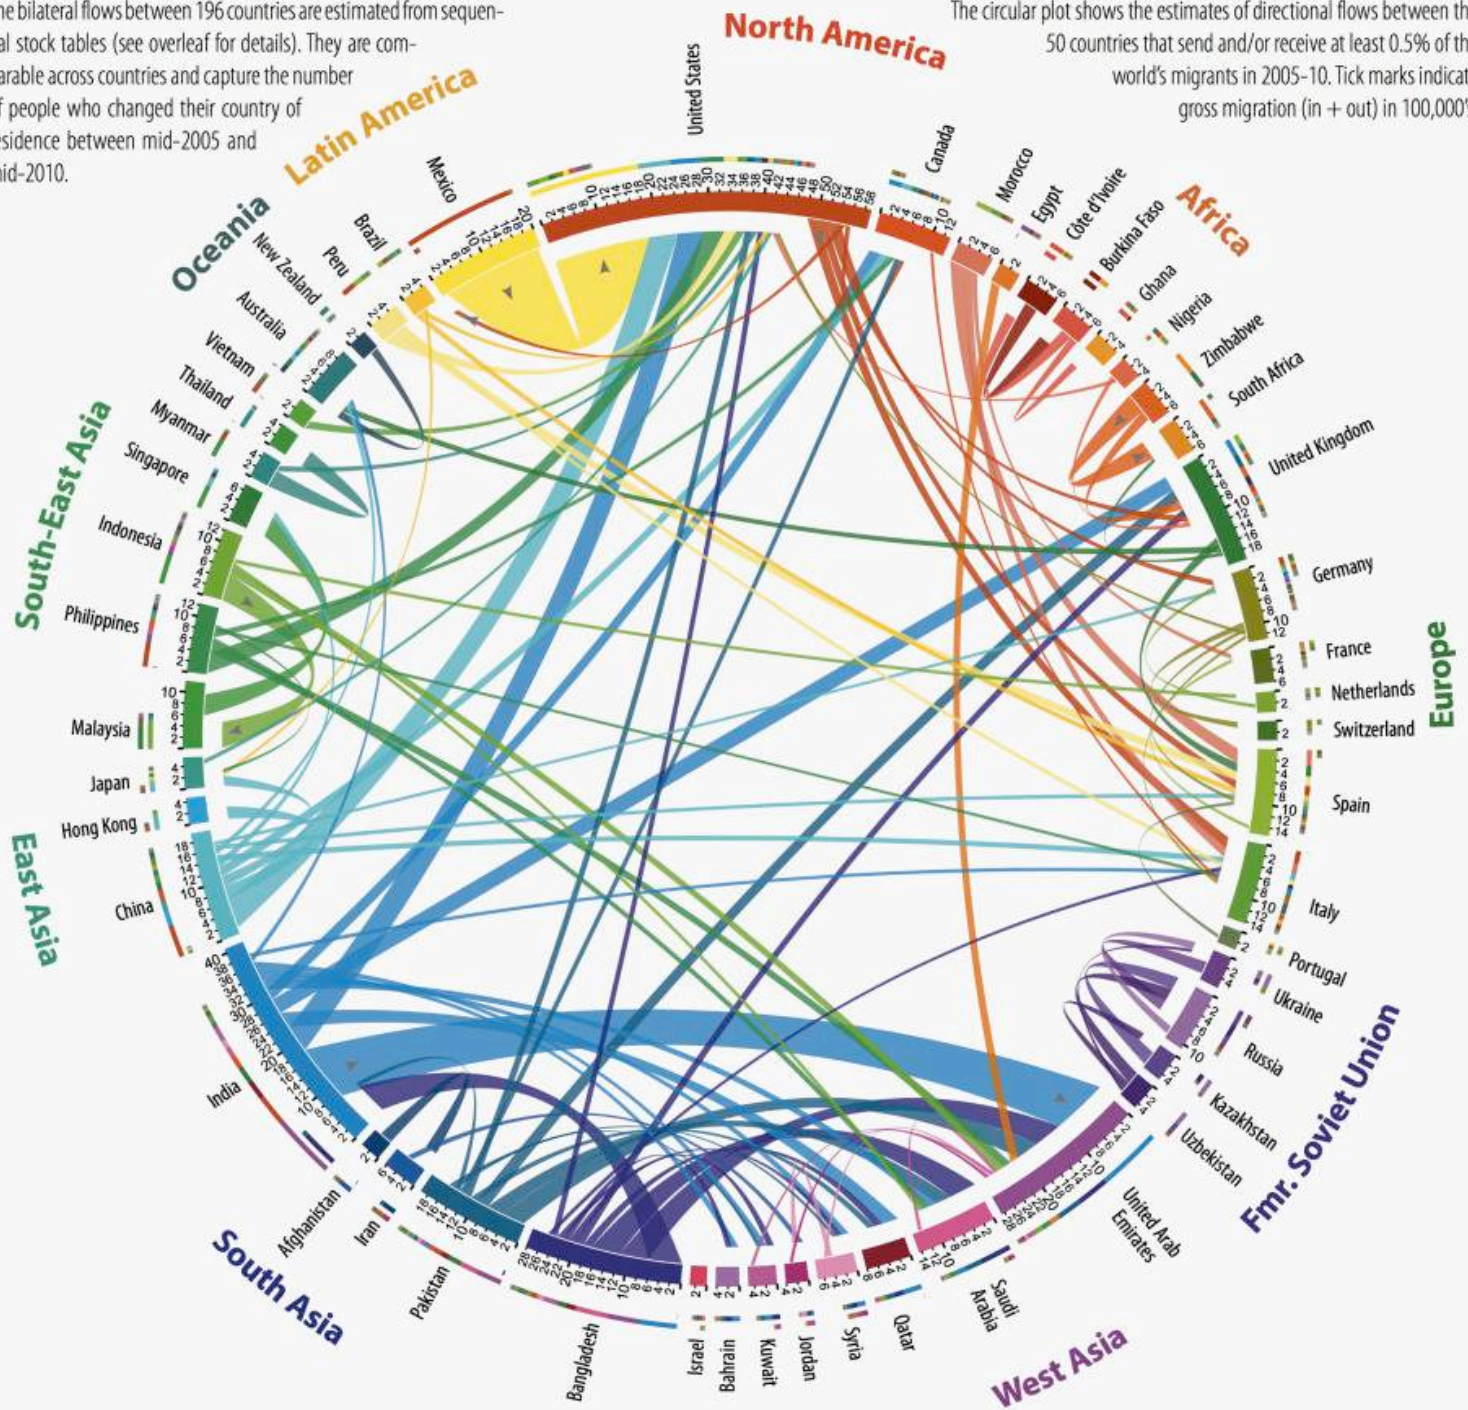 he bilateral flows between 196 countries are estimated from sequen-
al stock tables (see overleaf for details). They are com-
arable across countries and capture the number
f people who changed their country of
esidence between mid-2005 and
nid-2010.
The circular plot shows the estimates of directional flows between th
50 countries that send and/or receive at least 0.5% of th
world's migrants in 2005-10. Tick marks indicat
gross migration (in + out) in 100,000'
North America
United States
Canada
Africa
Morocco
Egypt
Côte d'Ivoire
Burkina Faso
Ghana
Nigeria
Zimbabwe
South Africa
Europe
United Kingdom
Germany
France
Netherlands
Switzerland
Spain
Italy
Portugal
Fmr. Soviet Union
Ukraine
Russia
Kazakhstan
Uzbekistan
West Asia
United Arab
Emirates
Saudi
Arabia
Qatar
Syria
Jordan
Kuwait
Bahrain
Israel
South Asia
Bangladesh
Pakistan
Iran
Afghanistan
India
East Asia
China
Hong Kong
Japan
South-East Asia
Malaysia
Philippines
Indonesia
Singapore
Myanmar
Thailand
Vietnam
Oceania
Australia
New Zealand
Latin America
Peru
Brazil
Mexico